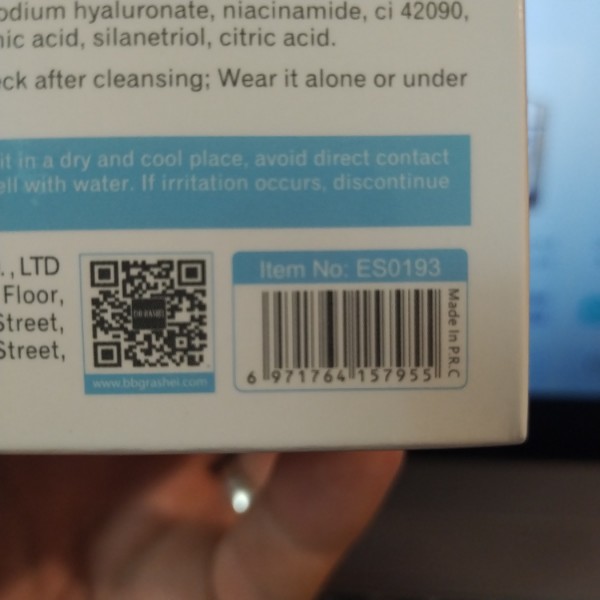 odium hyaluronate, niacinamide, ci 42090,
nic acid, silanetriol, citric acid.
ck after cleansing; Wear it alone or under
it in a dry and cool place, avoid direct contact
ell with water. If irritation occurs, discontinue
., LTD
Floor,
Street,
Street,
www.bbgrashei.com
Item No: ES0193
Made In P.R.C
6 971764 157955